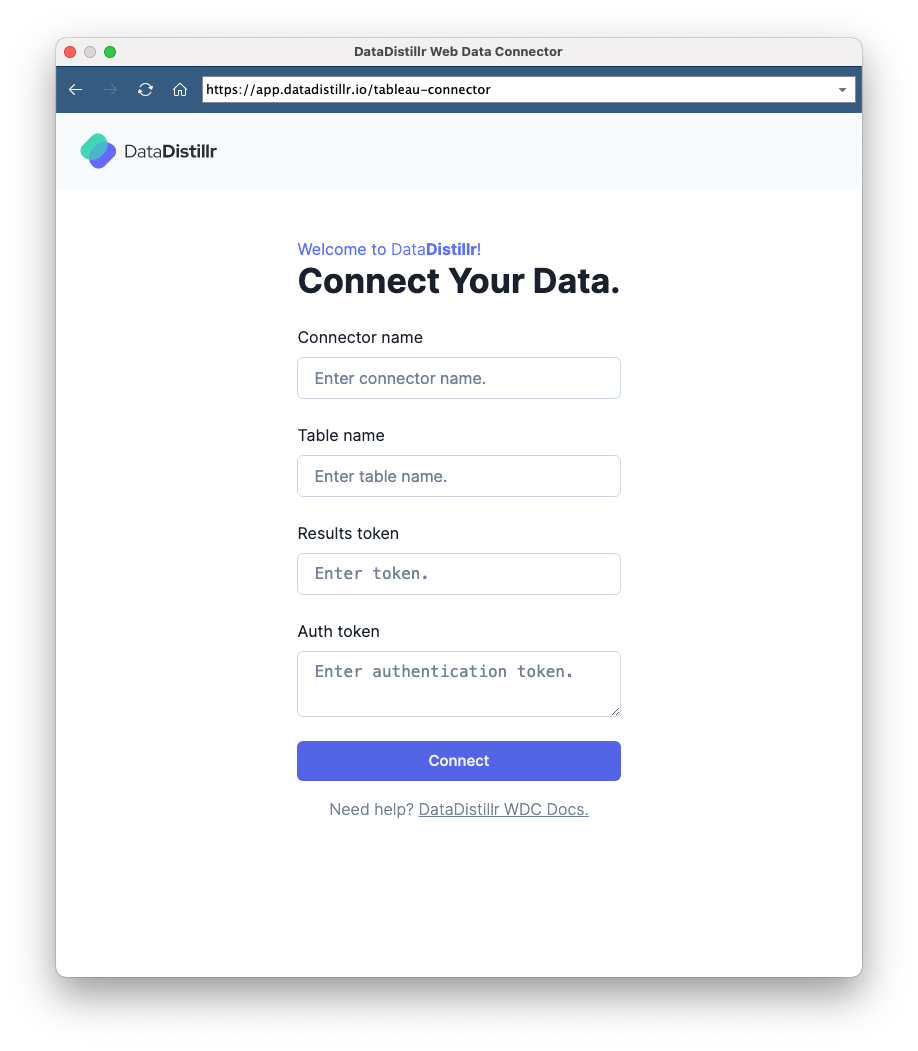 DataDistillr Web Data Connector
https://app.datadistillr.io/tableau-connector
DataDistillr
Welcome to DataDistillr!
Connect Your Data.
Connector name
Enter connector name.
Table name
Enter table name.
Results token
Enter token.
Auth token
Enter authentication token.
Connect
Need help? DataDistillr WDC Docs.